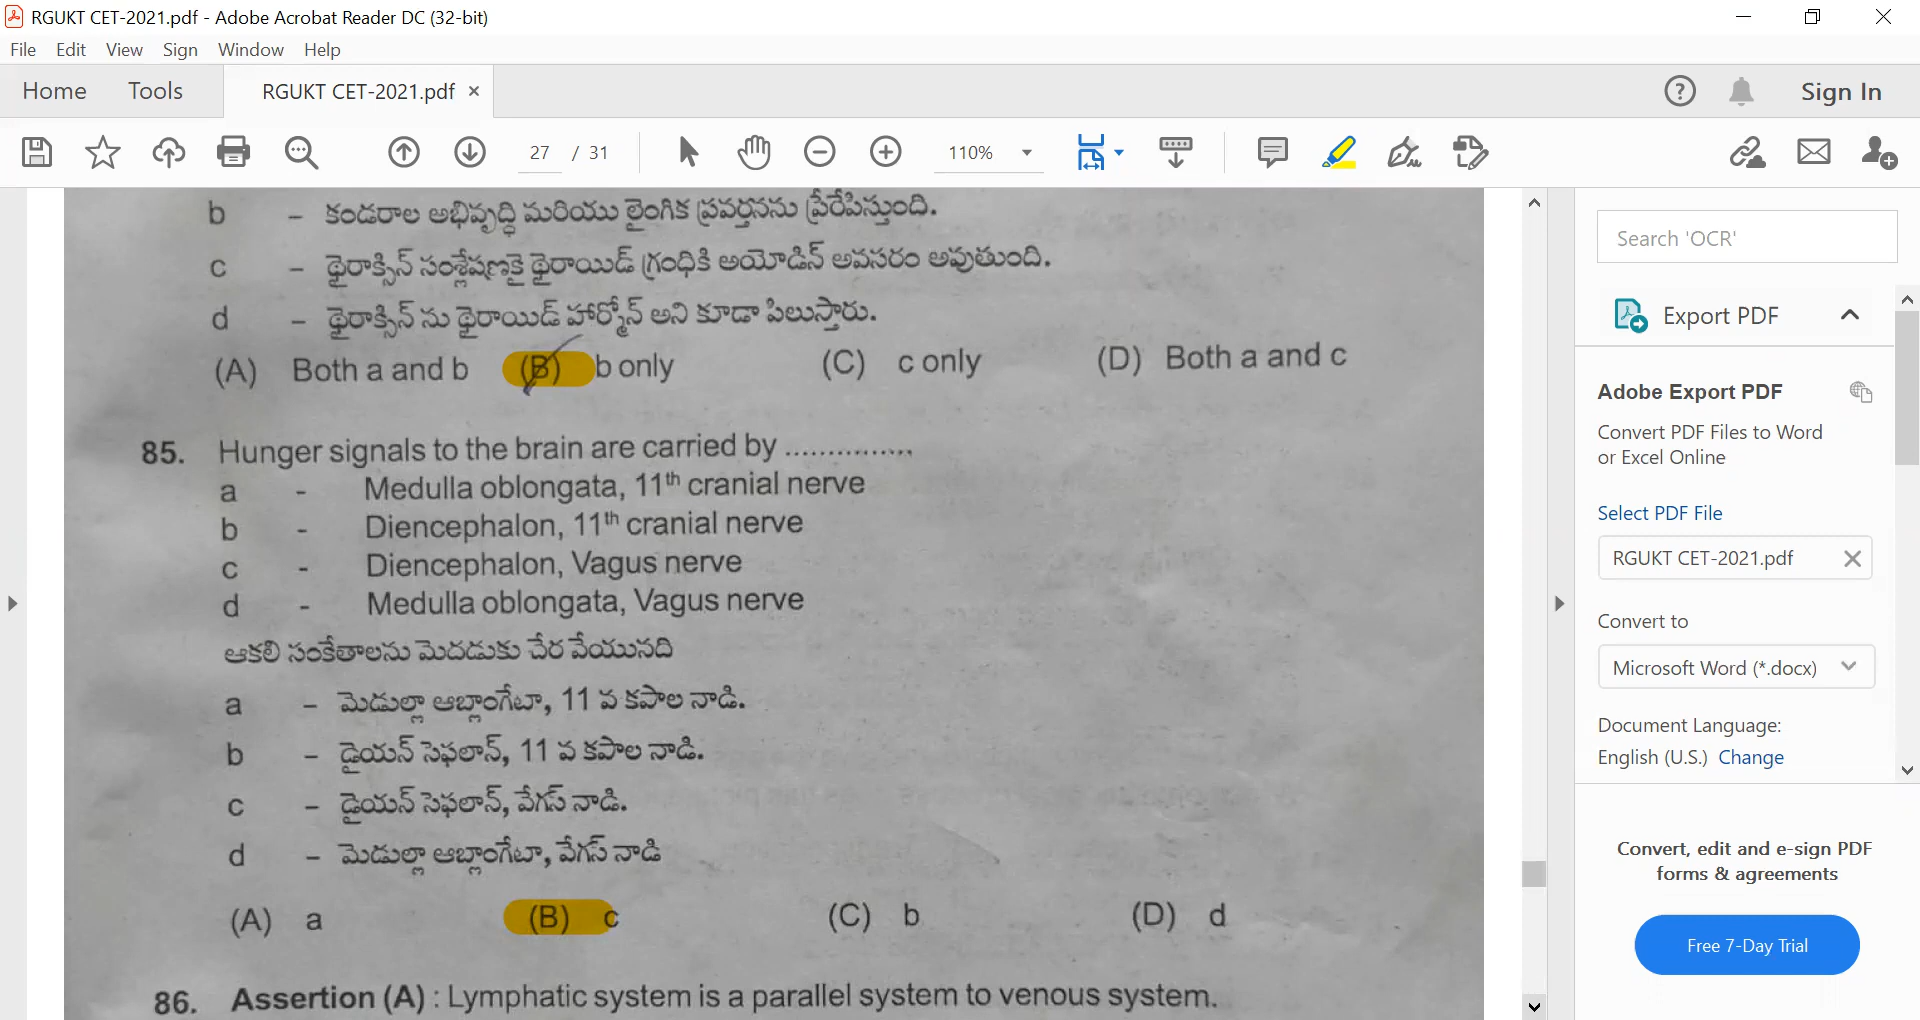 RGUKT CET-2021.pdf - Adobe Acrobat Reader DC (32-bit)
File Edit View Sign Window Help
Home Tools RGUKT CET-2021.pdf × Sign In
27 / 31 110%
b – కండరాల అభివృద్ధి మరియు లైంగిక ప్రవర్తనను ప్రేరేపిస్తుంది.
c – థైరాక్సిన్ సంశ్లేషణకై థైరాయిడ్ గ్రంధికి అయోడిన్ అవసరం అవుతుంది.
d – థైరాక్సిన్ ను థైరాయిడ్ హార్మోన్ అని కూడా పిలుస్తారు.
(A) Both a and b (B) b only (C) c only (D) Both a and c
85. Hunger signals to the brain are carried by ...............
a - Medulla oblongata, 11th cranial nerve
b - Diencephalon, 11th cranial nerve
c - Diencephalon, Vagus nerve
d - Medulla oblongata, Vagus nerve
ఆకలి సంకేతాలను మెదడుకు చేర వేయునది
a – మెడుల్లా ఆబ్లాంగేటా, 11 వ కపాల నాడి.
b – డైయన్ సెఫలాన్, 11 వ కపాల నాడి.
c – డైయన్ సెఫలాన్, వేగస్ నాడి.
d – మెడుల్లా ఆబ్లాంగేటా, వేగస్ నాడి
(A) a (B) c (C) b (D) d
86. Assertion (A) : Lymphatic system is a parallel system to venous system.
Search 'OCR'
Export PDF
Adobe Export PDF
Convert PDF Files to Word
or Excel Online
Select PDF File
RGUKT CET-2021.pdf
Convert to
Microsoft Word (*.docx)
Document Language:
English (U.S.) Change
Convert, edit and e-sign PDF
forms & agreements
Free 7-Day Trial